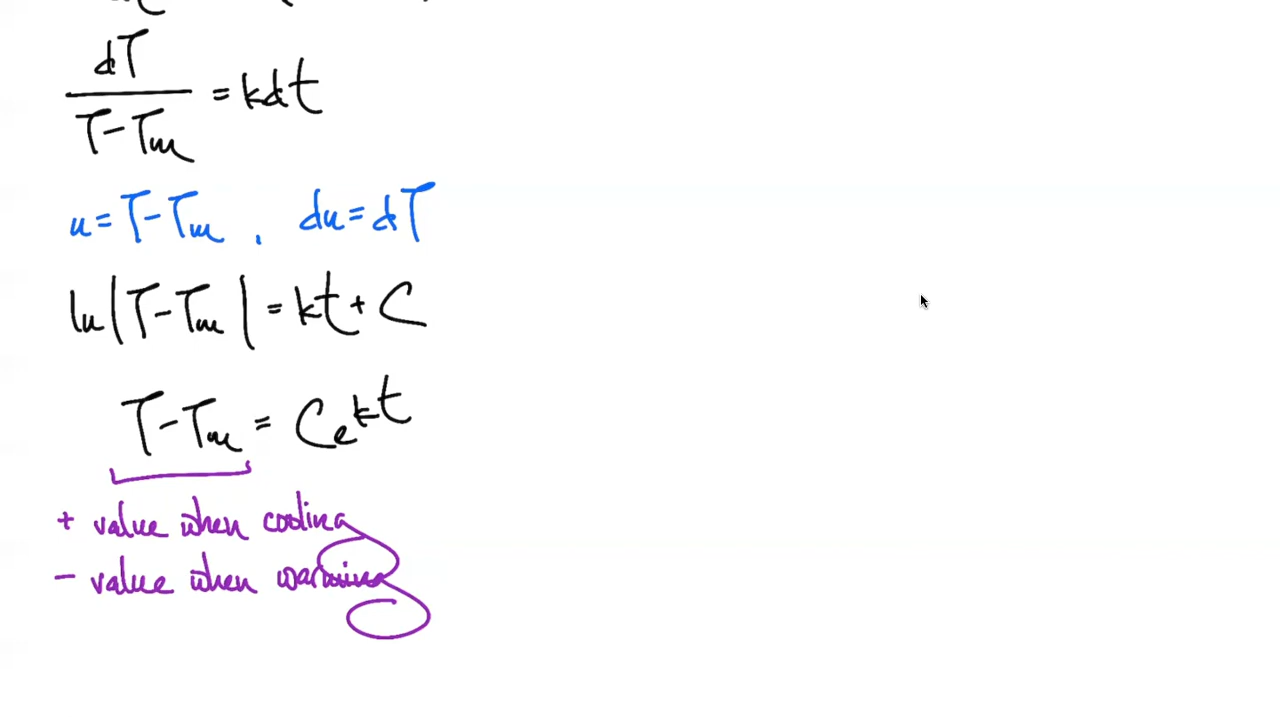 dT
T-Tm = kdt
u = T-Tm , du = dT
ln|T-Tm| = kt + C
T-Tm = Ce^kt
+ value when cooling
- value when warming